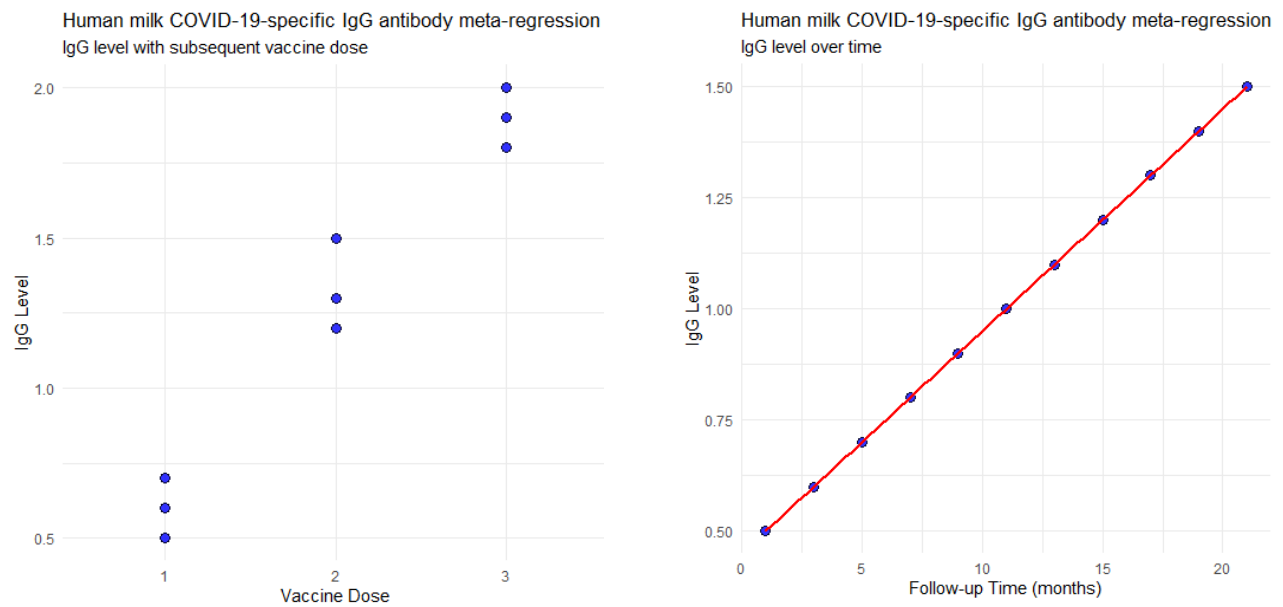 Human milk COVID-19-specific IgG antibody meta-regression
IgG level with subsequent vaccine dose
2.0
1.5
1.0
0.5
IgG Level
1
2
3
Vaccine Dose
Human milk COVID-19-specific IgG antibody meta-regression
IgG level over time
1.50
1.25
1.00
0.75
0.50
IgG Level
0
5
10
15
20
Follow-up Time (months)